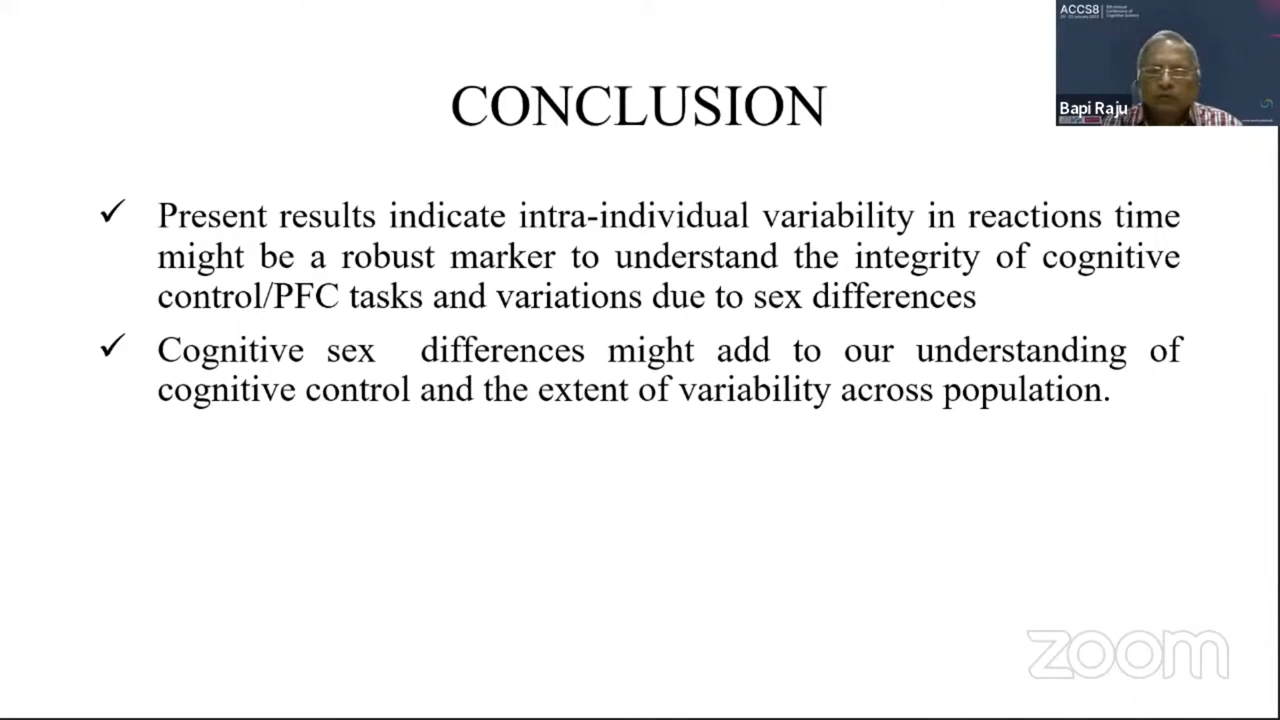 ACCS8
CONCLUSION
Bapi Raju
✓ Present results indicate intra-individual variability in reactions time
might be a robust marker to understand the integrity of cognitive
control/PFC tasks and variations due to sex differences
✓ Cognitive sex differences might add to our understanding of
cognitive control and the extent of variability across population.
zoom